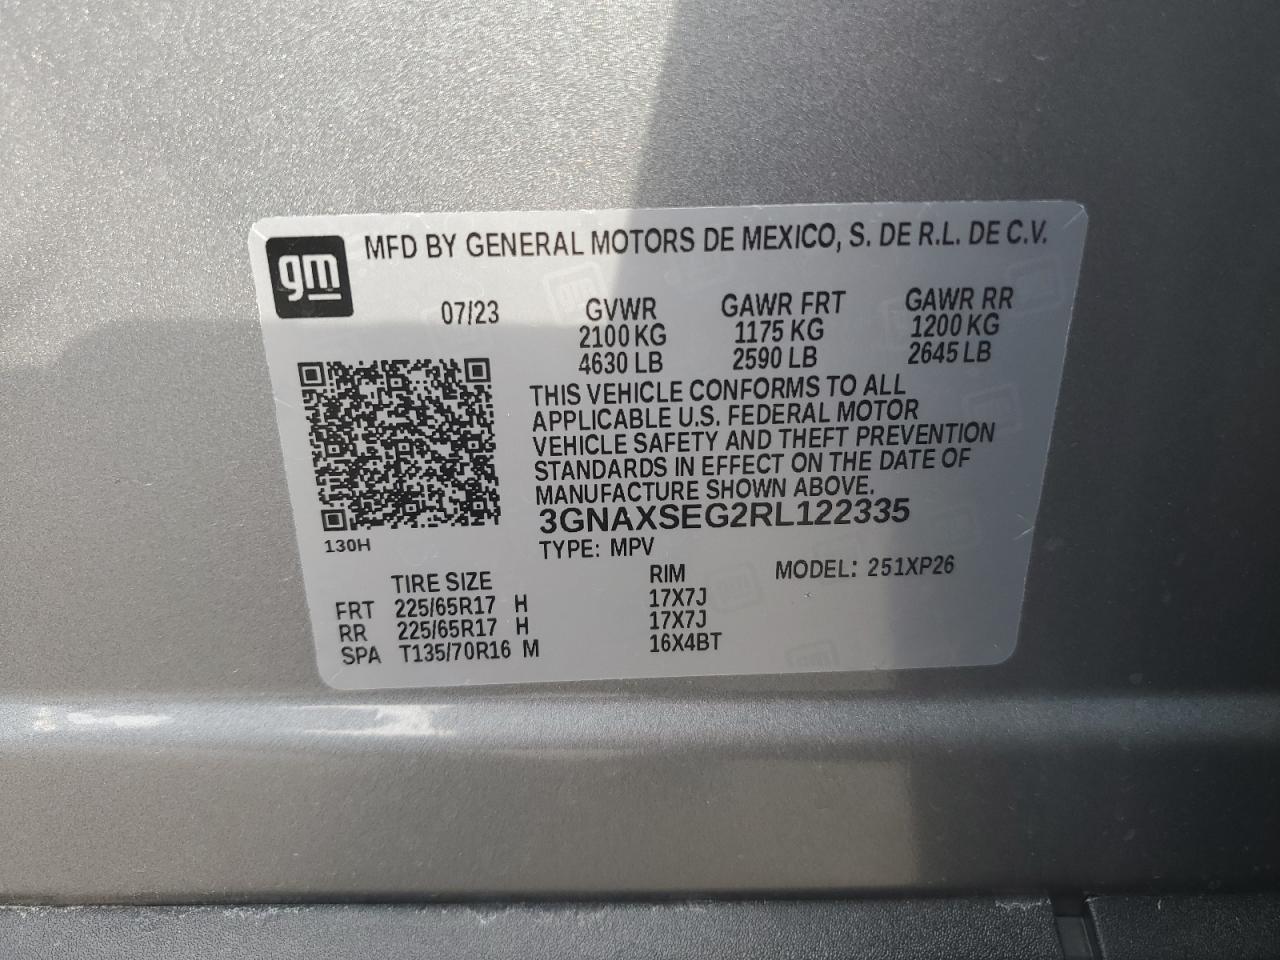 gm MFD BY GENERAL MOTORS DE MEXICO, S. DE R.L. DE C.V.
07/23 GVWR GAWR FRT GAWR RR
2100 KG 1175 KG 1200 KG
4630 LB 2590 LB 2645 LB
THIS VEHICLE CONFORMS TO ALL
APPLICABLE U.S. FEDERAL MOTOR
VEHICLE SAFETY AND THEFT PREVENTION
STANDARDS IN EFFECT ON THE DATE OF
MANUFACTURE SHOWN ABOVE.
3GNAXSEG2RL122335
130H TYPE: MPV
TIRE SIZE RIM MODEL: 251XP26
FRT 225/65R17 H 17X7J
RR 225/65R17 H 17X7J
SPA T135/70R16 M 16X4BT